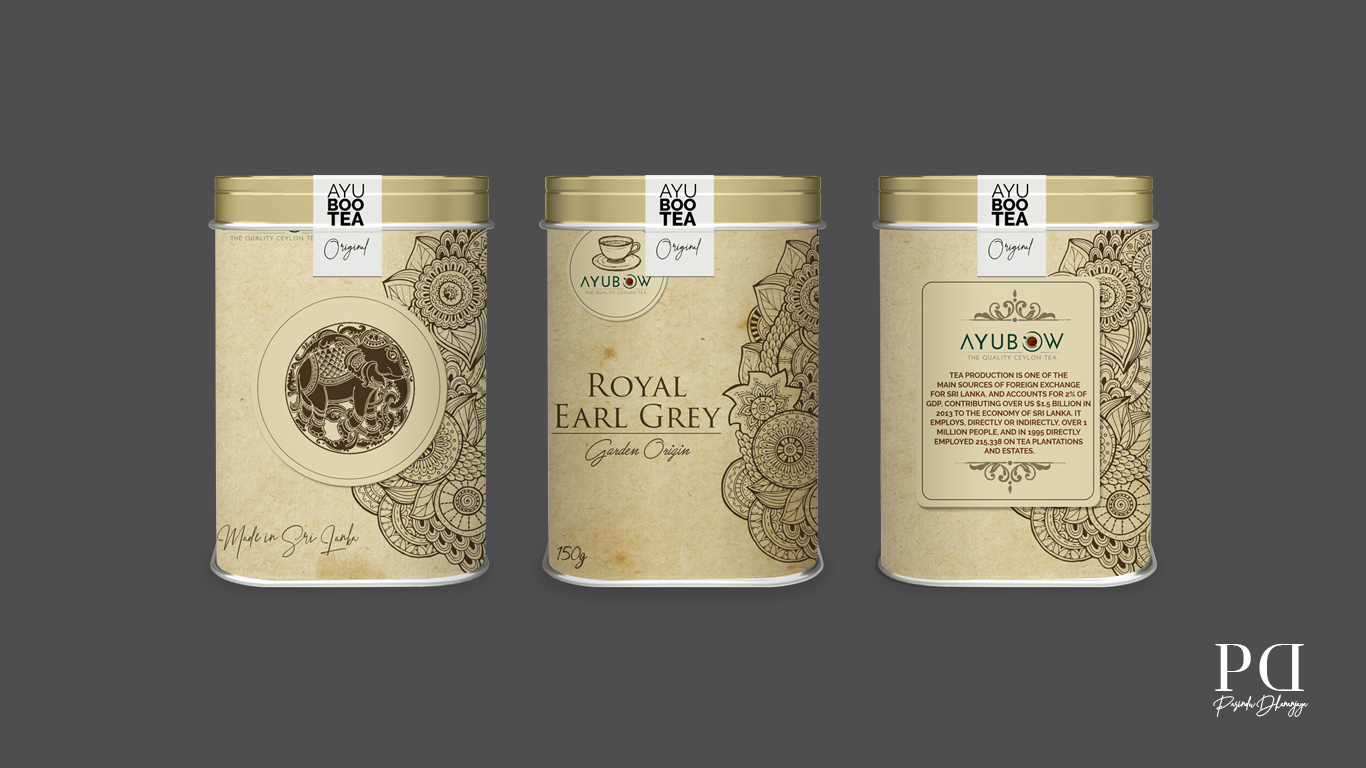 AYU
BOO
TEA
Original
THE QUALITY CEYLON TE
Made in Sri Lanka
AYU
BOO
TEA
Original
AYUBOW
THE QUALITY CEYLON TEA
ROYAL
EARL GREY
Garden Origin
150g
AYU
BOO
TEA
Original
AYUBOW
THE QUALITY CEYLON TEA
TEA PRODUCTION IS ONE OF THE
MAIN SOURCES OF FOREIGN EXCHANGE
FOR SRI LANKA, AND ACCOUNTS FOR 2% OF
GDP, CONTRIBUTING OVER US $1.5 BILLION IN
2013 TO THE ECONOMY OF SRI LANKA. IT
EMPLOYS, DIRECTLY OR INDIRECTLY, OVER 1
MILLION PEOPLE, AND IN 1995 DIRECTLY
EMPLOYED 215,338 ON TEA PLANTATIONS
AND ESTATES.
PD
Pasindu Dhananjaya